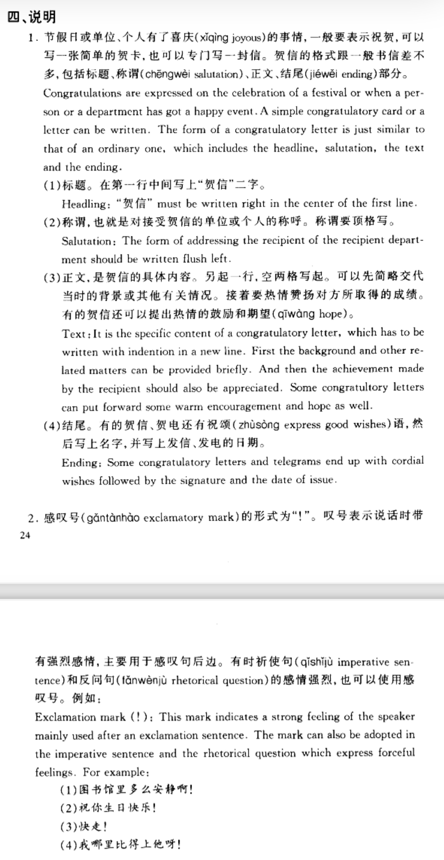 四、说明
1. 节假日或单位、个人有了喜庆(xǐqìng joyous)的事情,一般要表示祝贺,可以
写一张简单的贺卡,也可以专门写一封信。贺信的格式跟一般书信差不
多,包括标题、称谓(chēngwèi salutation)、正文、结尾(jiéwěi ending)部分。
Congratulations are expressed on the celebration of a festival or when a per-
son or a department has got a happy event. A simple congratulatory card or a
letter can be written. The form of a congratulatory letter is just similar to
that of an ordinary one, which includes the headline, salutation, the text
and the ending.
(1)标题。在第一行中间写上“贺信”二字。
Headling: “贺信” must be written right in the center of the first line.
(2)称谓,也就是对接受贺信的单位或个人的称呼。称谓要顶格写。
Salutation: The form of addressing the recipient of the recipient depart-
ment should be written flush left.
(3)正文,是贺信的具体内容。另起一行,空两格写起。可以先简略交代
当时的背景或其他有关情况。接着要热情赞扬对方所取得的成绩。
有的贺信还可以提出热情的鼓励和期望(qīwàng hope)。
Text: It is the specific content of a congratulatory letter, which has to be
written with indention in a new line. First the background and other re-
lated matters can be provided briefly. And then the achievement made
by the recipient should also be appreciated. Some congratultory letters
can put forward some warm encouragement and hope as well.
(4)结尾。有的贺信、贺电还有祝颂(zhùsòng express good wishes)语,然
后写上名字,并写上发信、发电的日期。
Ending: Some congratulatory letters and telegrams end up with cordial
wishes followed by the signature and the date of issue.
2. 感叹号(gǎntànhào exclamatory mark)的形式为“!”。叹号表示说话时带
24
有强烈感情,主要用于感叹句后边。有时祈使句(qǐshǐjù imperative sen-
tence)和反问句(fǎnwènjù rhetorical question)的感情强烈,也可以使用感
叹号。例如:
Exclamation mark (!): This mark indicates a strong feeling of the speaker
mainly used after an exclamation sentence. The mark can also be adopted in
the imperative sentence and the rhetorical question which express forceful
feelings. For example:
(1)图书馆里多么安静啊!
(2)祝你生日快乐!
(3)快走!
(4)我哪里比得上他呀!